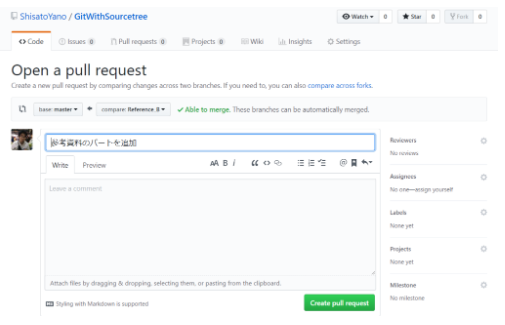 ShisatoYano / GitWithSourcetree
Watch 0 Star 0 Fork 0
Code Issues 0 Pull requests 0 Projects 0 Wiki Insights Settings
Open a pull request
Create a new pull request by comparing changes across two branches. If you need to, you can also compare across forks.
base: master compare: Reference_8 ✓ Able to merge. These branches can be automatically merged.
参考資料のパートを追加
Write Preview
AA B i
Leave a comment
Attach files by dragging & dropping, selecting them, or pasting from the clipboard.
Styling with Markdown is supported
Create pull request
Reviewers
No reviews
Assignees
No one—assign yourself
Labels
None yet
Projects
None yet
Milestone
No milestone